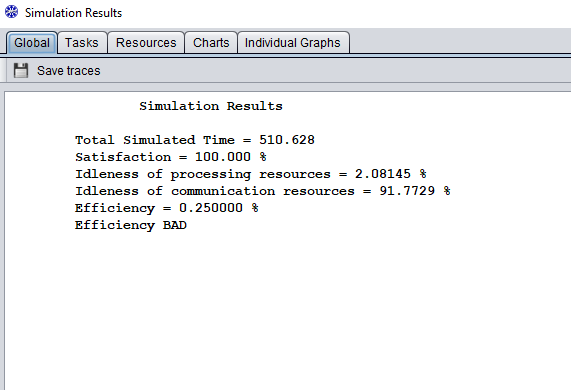 Simulation Results
Global Tasks Resources Charts Individual Graphs
Save traces
Simulation Results
Total Simulated Time = 510.628
Satisfaction = 100.000 %
Idleness of processing resources = 2.08145 %
Idleness of communication resources = 91.7729 %
Efficiency = 0.250000 %
Efficiency BAD